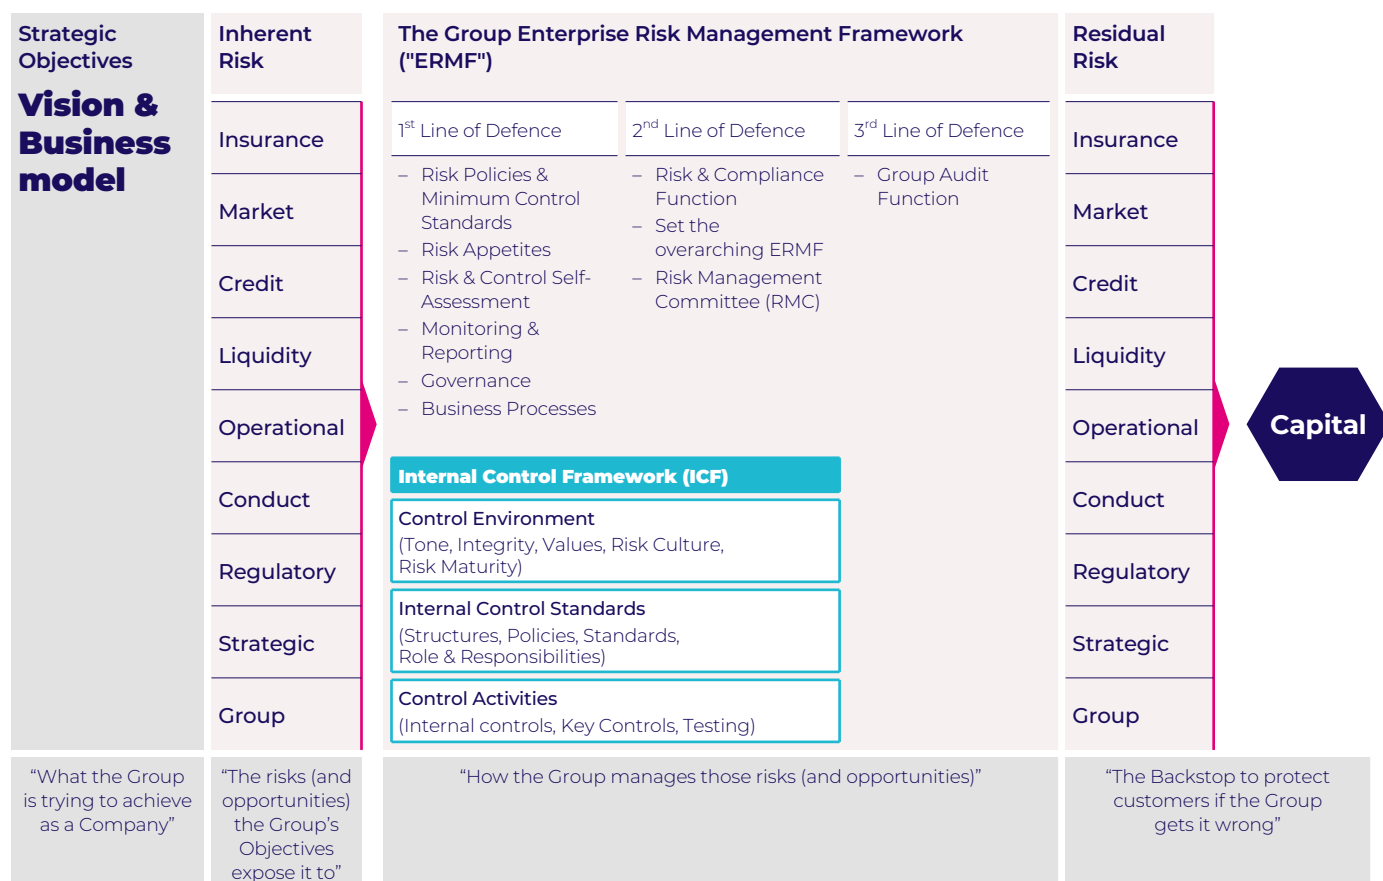 Strategic
Objectives
Vision &
Business
model
Inherent
Risk
Insurance
Market
Credit
Liquidity
Operational
Conduct
Regulatory
Strategic
Group
The Group Enterprise Risk Management Framework
("ERMF")
1st Line of Defence
– Risk Policies &
Minimum Control
Standards
– Risk Appetites
– Risk & Control Self-
Assessment
– Monitoring &
Reporting
– Governance
– Business Processes
2nd Line of Defence
– Risk & Compliance
Function
– Set the
overarching ERMF
– Risk Management
Committee (RMC)
3rd Line of Defence
– Group Audit
Function
Internal Control Framework (ICF)
Control Environment
(Tone, Integrity, Values, Risk Culture,
Risk Maturity)
Internal Control Standards
(Structures, Policies, Standards,
Role & Responsibilities)
Control Activities
(Internal controls, Key Controls, Testing)
Residual
Risk
Insurance
Market
Credit
Liquidity
Operational
Conduct
Regulatory
Strategic
Group
Capital
“What the Group
is trying to achieve
as a Company”
“The risks (and
opportunities)
the Group’s
Objectives
expose it to”
“How the Group manages those risks (and opportunities)”
“The Backstop to protect
customers if the Group
gets it wrong”